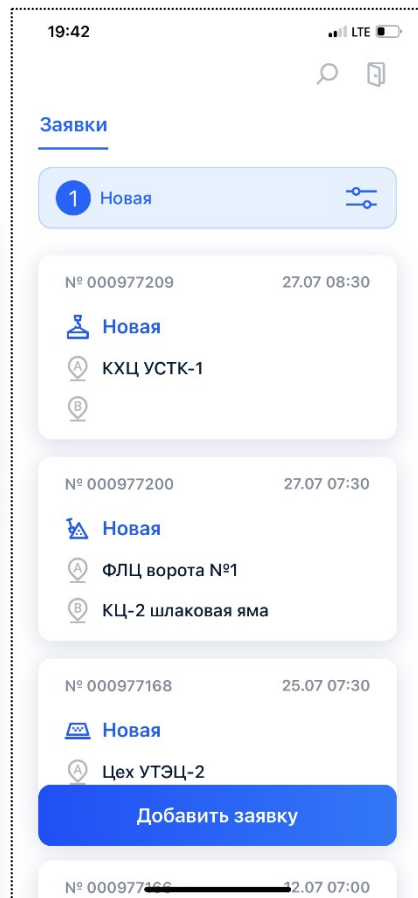 19:42
LTE
Заявки
1 Новая
№ 000977209 27.07 08:30
Новая
A КХЦ УСТК-1
B
№ 000977200 27.07 07:30
Новая
A ФЛЦ ворота №1
B КЦ-2 шлаковая яма
№ 000977168 25.07 07:30
Новая
A Цех УТЭЦ-2
Добавить заявку
№ 12.07 07:00